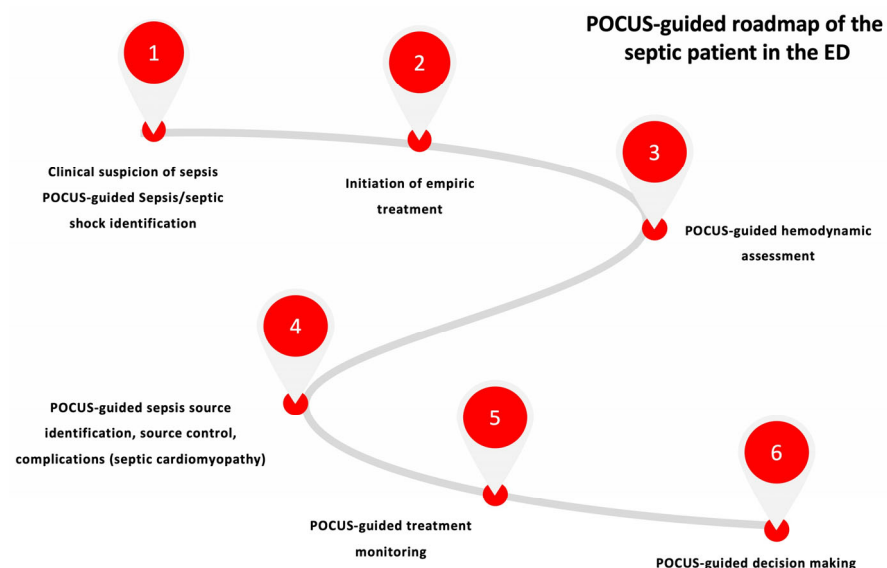 POCUS-guided roadmap of the
septic patient in the ED
1
Clinical suspicion of sepsis
POCUS-guided Sepsis/septic
shock identification
2
Initiation of empiric
treatment
3
POCUS-guided hemodynamic
assessment
4
POCUS-guided sepsis source
identification, source control,
complications (septic cardiomyopathy)
5
POCUS-guided treatment
monitoring
6
POCUS-guided decision making